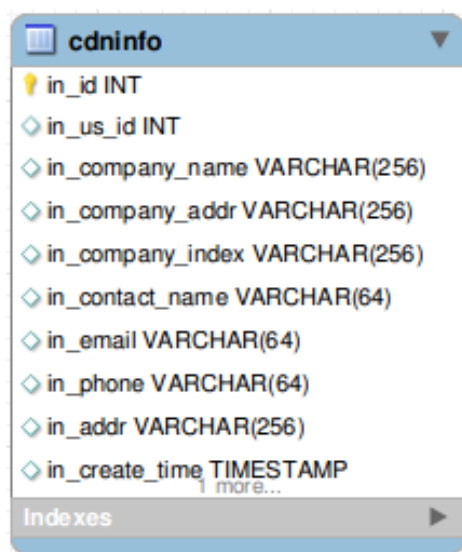 cdninfo
in_id INT
in_us_id INT
in_company_name VARCHAR(256)
in_company_addr VARCHAR(256)
in_company_index VARCHAR(256)
in_contact_name VARCHAR(64)
in_email VARCHAR(64)
in_phone VARCHAR(64)
in_addr VARCHAR(256)
in_create_time TIMESTAMP
1 more...
Indexes